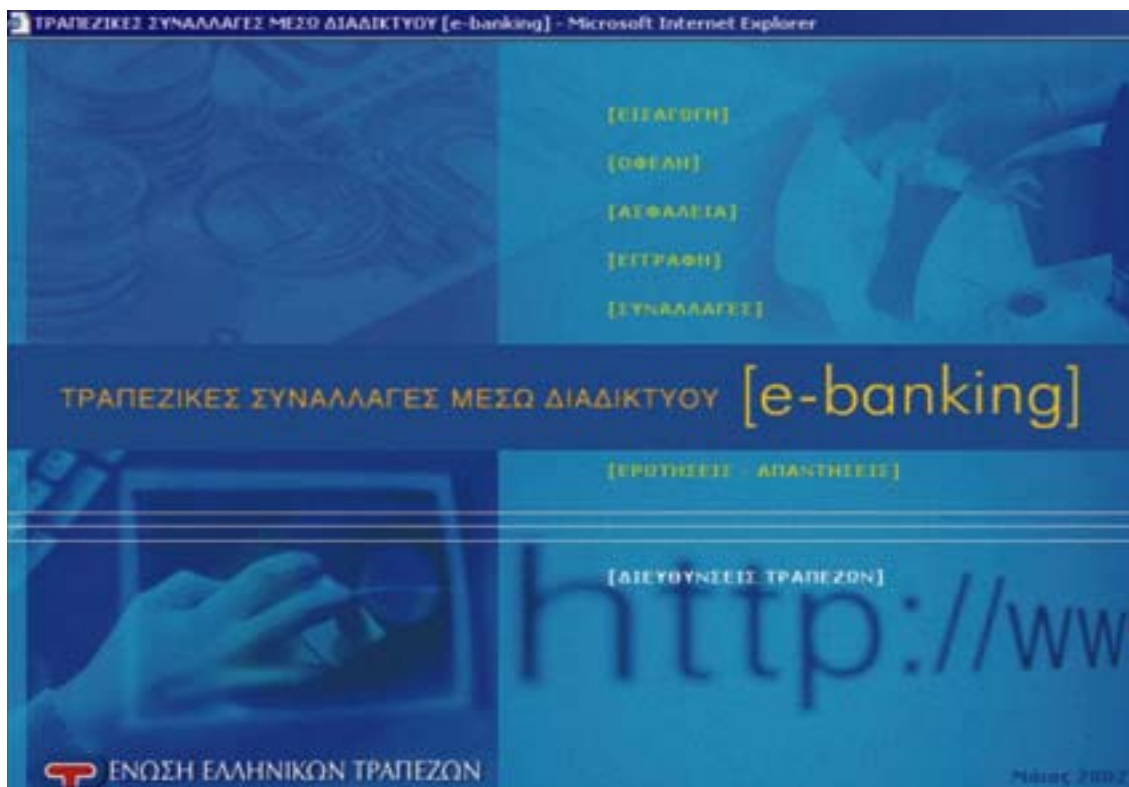 ΤΡΑΠΕΖΙΚΕΣ ΣΥΝΑΛΛΑΓΕΣ ΜΕΣΩ ΔΙΑΔΙΚΤΥΟΥ [e-banking] - Microsoft Internet Explorer
[ΕΙΣΑΓΩΓΗ]
[ΟΦΕΛΗ]
[ΑΣΦΑΛΕΙΑ]
[ΕΓΓΡΑΦΗ]
[ΣΥΝΑΛΛΑΓΕΣ]
ΤΡΑΠΕΖΙΚΕΣ ΣΥΝΑΛΛΑΓΕΣ ΜΕΣΩ ΔΙΑΔΙΚΤΥΟΥ [e-banking]
[ΕΡΩΤΗΣΕΙΣ - ΑΠΑΝΤΗΣΕΙΣ]
[ΔΙΕΥΘΥΝΣΕΙΣ ΤΡΑΠΕΖΩΝ]
http://ww
ΕΝΩΣΗ ΕΛΛΗΝΙΚΩΝ ΤΡΑΠΕΖΩΝ
Μάιος 2002